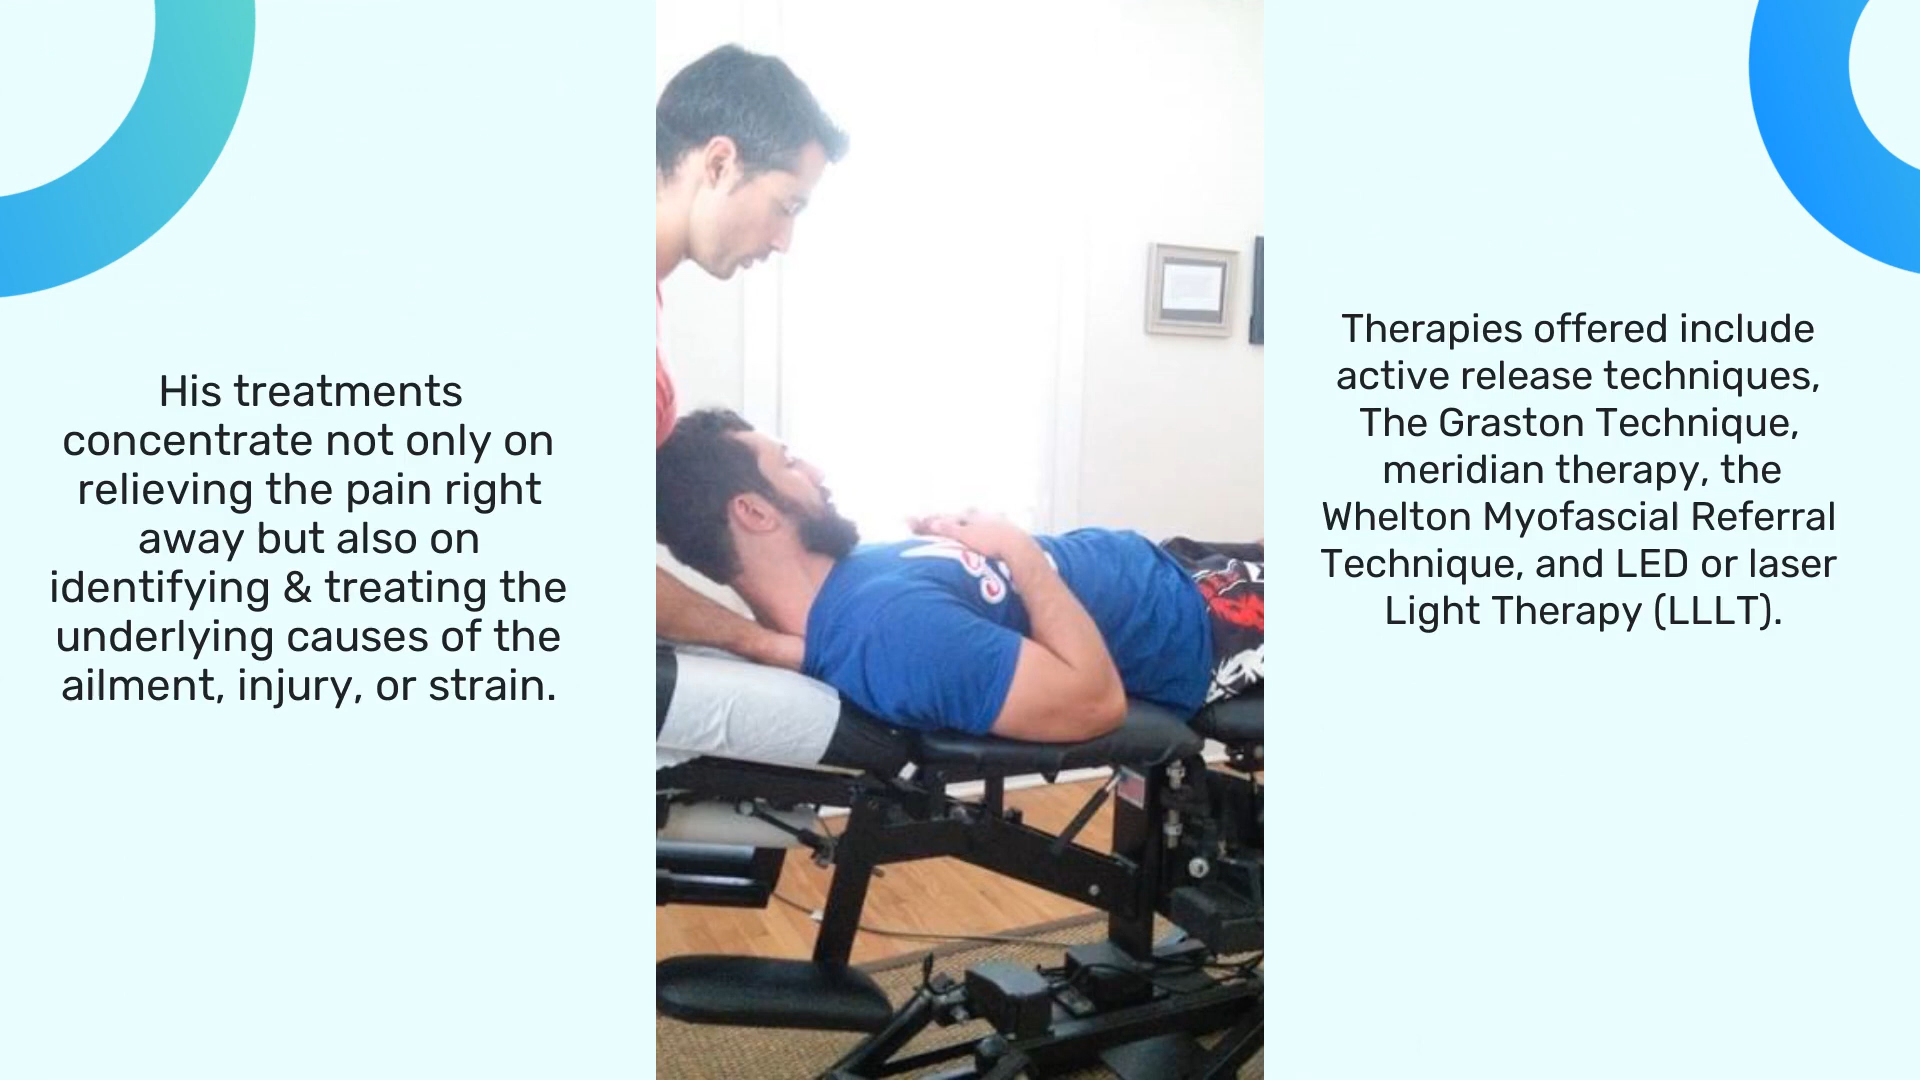 His treatments
concentrate not only on
relieving the pain right
away but also on
identifying & treating the
underlying causes of the
ailment, injury, or strain.
Therapies offered include
active release techniques,
The Graston Technique,
meridian therapy, the
Whelton Myofascial Referral
Technique, and LED or laser
Light Therapy (LLLT).